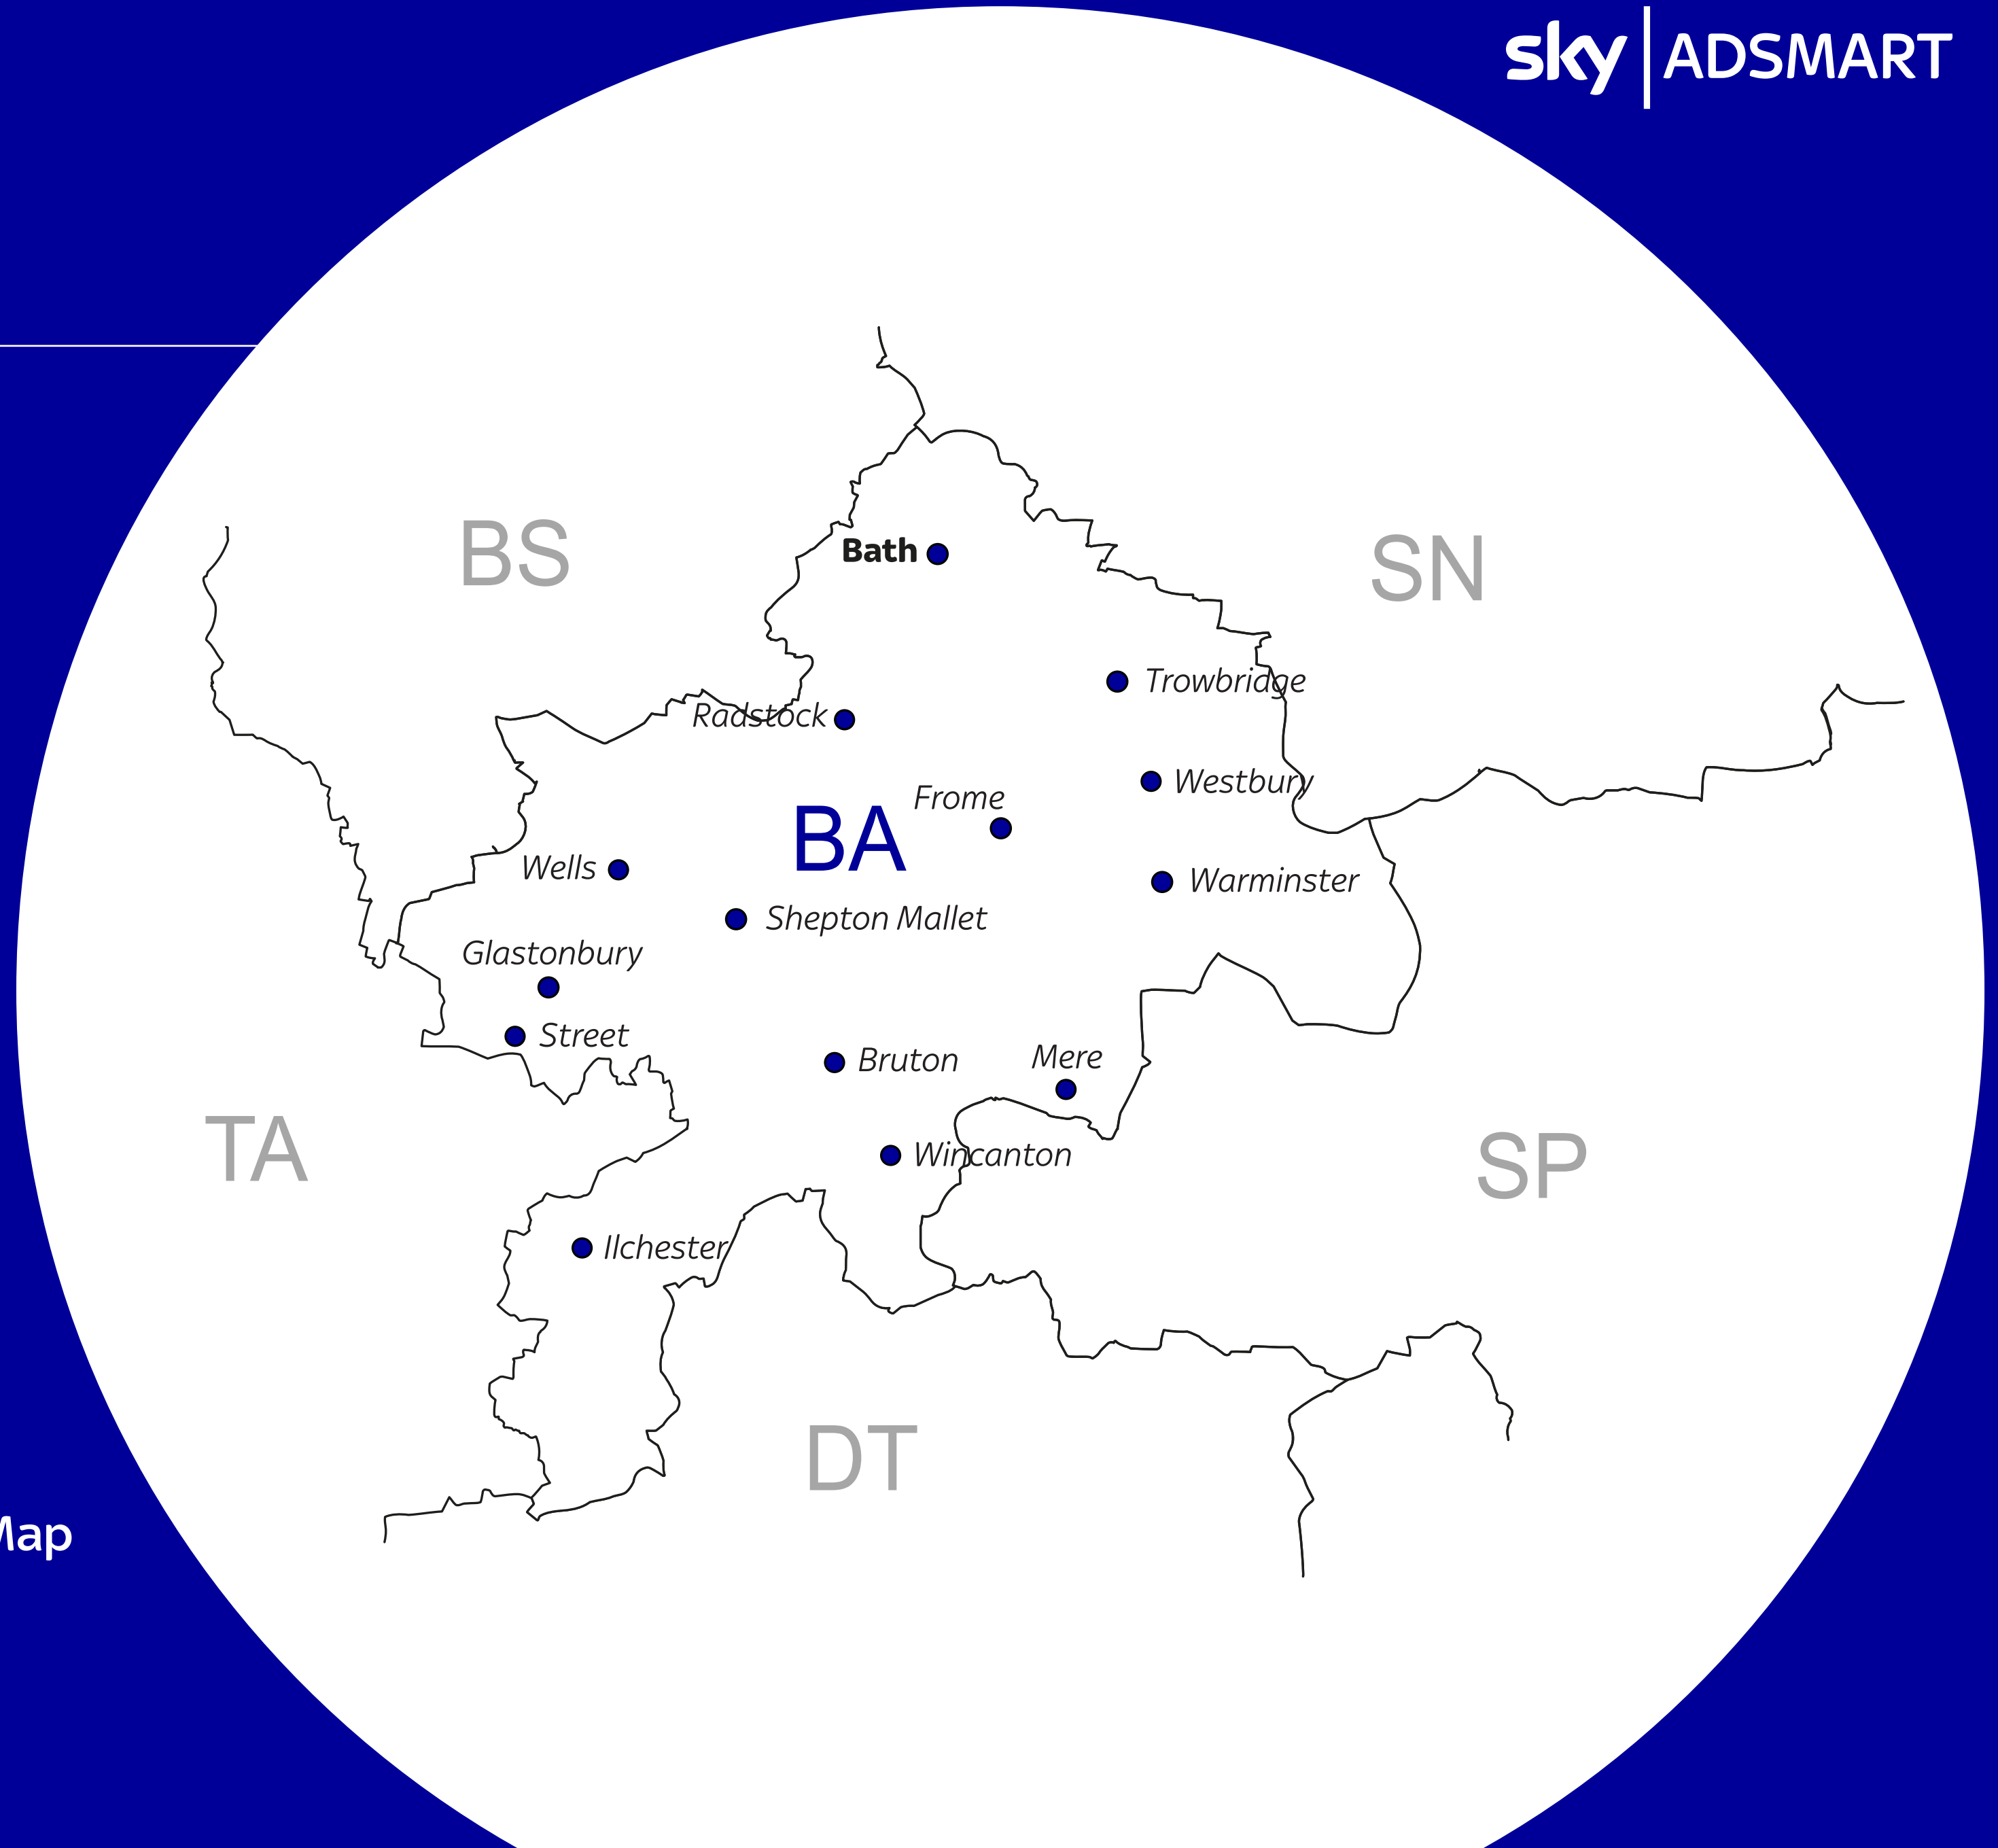 sky ADSMART
BS
SN
Bath
Trowbridge
Radstock
Westbury
Frome
BA
Wells
Warminster
Shepton Mallet
Glastonbury
Street
Bruton
Mere
TA
Wincanton
SP
Ilchester
DT
Map